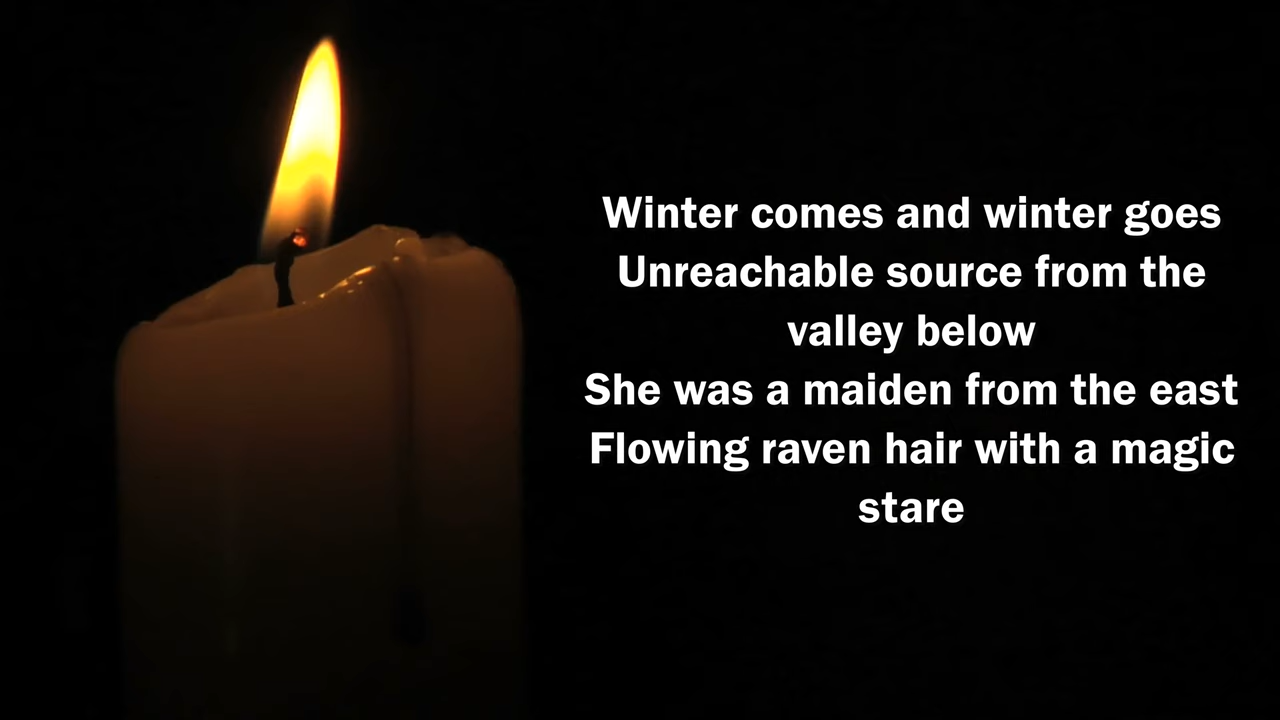 Winter comes and winter goes
Unreachable source from the
valley below
She was a maiden from the east
Flowing raven hair with a magic
stare